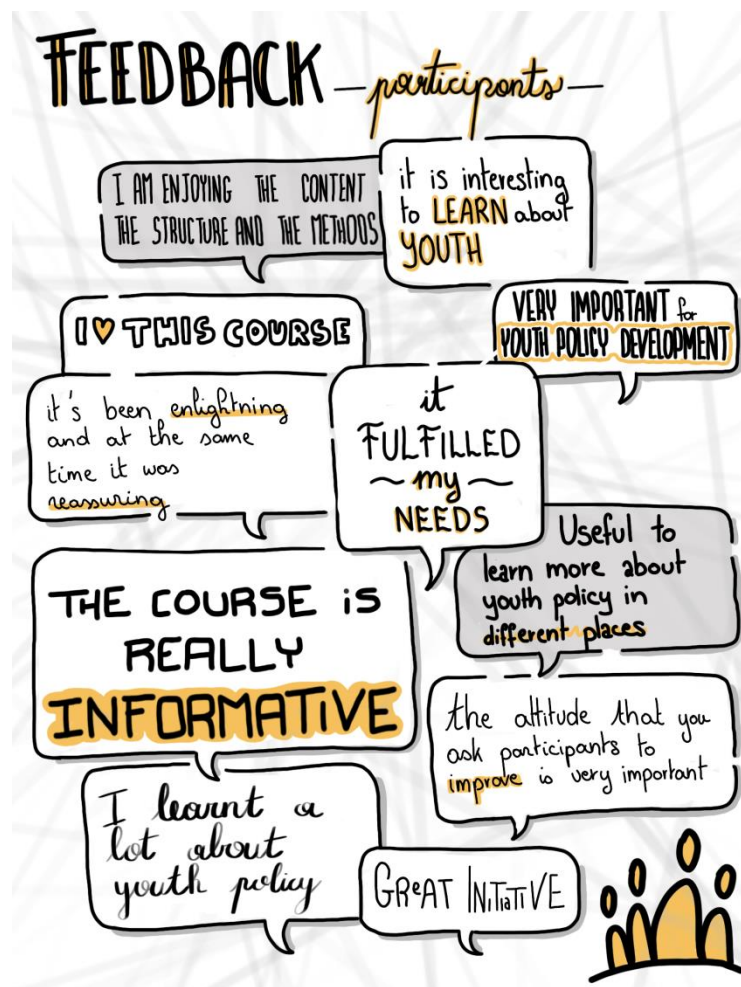 FEEDBACK -participants-
I AM ENJOYING THE CONTENT
THE STRUCTURE AND THE METHODS
it is interesting
to LEARN about
YOUTH
I ♥ THIS COURSE
VERY IMPORTANT for
YOUTH POLICY DEVELOPMENT
it's been enlightning
and at the same
time it was
reassuring
it
FULFILLED
~ my ~
NEEDS
Useful to
learn more about
youth policy in
different places
THE COURSE iS
REALLY
INFORMATiVE
the attitude that you
ask participants to
improve is very important
I learnt a
lot about
youth policy
GReAT INiTiaTiVE